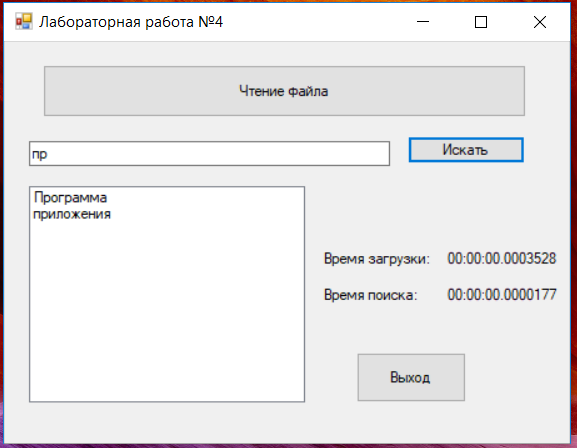 Лабораторная работа №4
Чтение файла
пр
Искать
Программа
приложения
Время загрузки: 00:00:00.0003528
Время поиска: 00:00:00.0000177
Выход